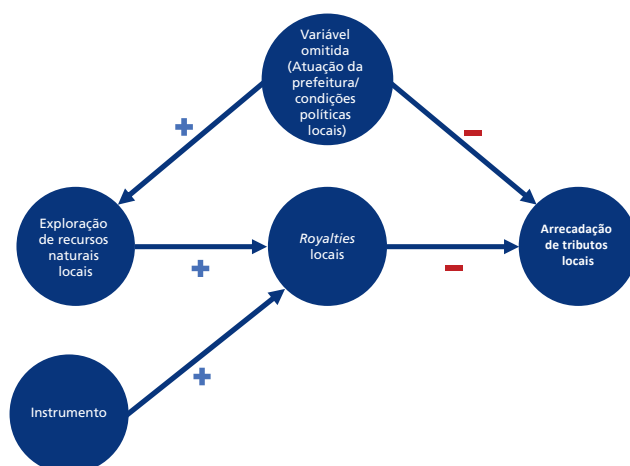 Variável
omitida
(Atuação da
prefeitura/
condições
políticas
locais)
+
−
Exploração
de recursos
naturais
locais
+
Royalties
locais
−
Arrecadação
de tributos
locais
+
Instrumento